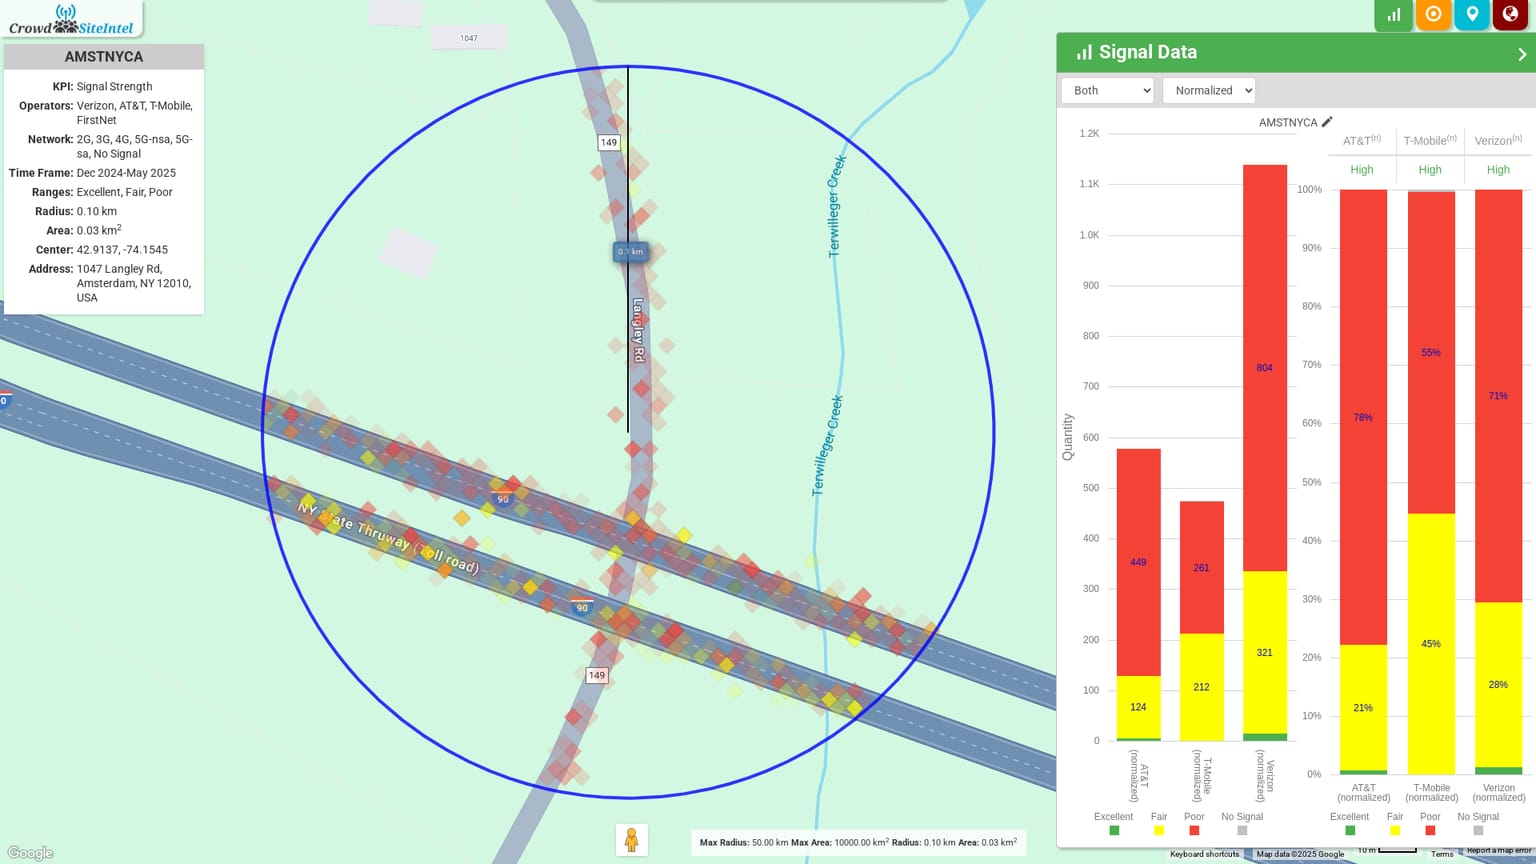 Crowd SiteIntel
AMSTNYCA
KPI: Signal Strength
Operators: Verizon, AT&T, T-Mobile,
FirstNet
Network: 2G, 3G, 4G, 5G-nsa, 5G-
sa, No Signal
Time Frame: Dec 2024-May 2025
Ranges: Excellent, Fair, Poor
Radius: 0.10 km
Area: 0.03 km²
Center: 42.9137, -74.1545
Address: 1047 Langley Rd,
Amsterdam, NY 12010,
USA
1047
149
0.1 km
Langley Rd
Terwilleger Creek
Terwilleger Creek
90
NY State Thruway (Toll road)
90
149
Google
Max Radius: 50.00 km Max Area: 10000.00 km² Radius: 0.10 km Area: 0.03 km²
Signal Data
Both
Normalized
AMSTNYCA
Quantity
1.2K
1.1K
1.0K
900
800
700
600
500
400
300
200
100
0
449
124
261
212
804
321
AT&T
(normalized)
T-Mobile
(normalized)
Verizon
(normalized)
Excellent Fair Poor No Signal
AT&T(n) T-Mobile(n) Verizon(n)
High High High
100%
90%
80%
70%
60%
50%
40%
30%
20%
10%
0%
78%
21%
55%
45%
71%
28%
AT&T
(normalized)
T-Mobile
(normalized)
Verizon
(normalized)
Excellent Fair Poor No Signal
Keyboard shortcuts Map data ©2025 Google 10 m Terms Report a map error